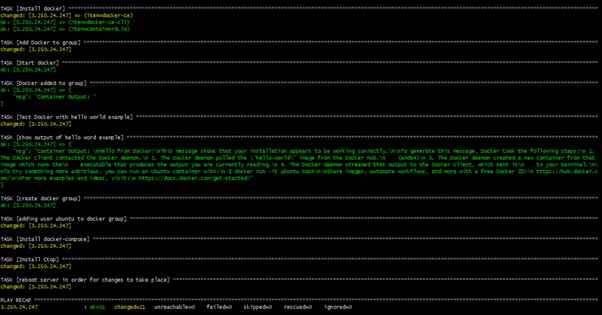 TASK [Install docker] ****
changed: [3.250.24.247] => (item=docker-ce)
ok: [3.250.24.247] => (item=docker-ce-cli)
ok: [3.250.24.247] => (item=containerd.io)
TASK [Add Docker to group] ****
changed: [3.250.24.247]
TASK [Start docker] ****
ok: [3.250.24.247]
TASK [Docker added to group] ****
ok: [3.250.24.247] => {
"msg": "Container Output: "
}
TASK [Test Docker with hello world example] ****
changed: [3.250.24.247]
TASK [show output of hello word example] ****
ok: [3.250.24.247] => {
"msg": "Container Output: \nHello from Docker!\nThis message shows that your installation appears to be working correctly.\n\nTo generate this message, Docker took the following steps:\n 1.
The Docker client contacted the Docker daemon.\n 2. The Docker daemon pulled the \"hello-world\" image from the Docker Hub.\n    (amd64)\n 3. The Docker daemon created a new container from that
image which runs the\n    executable that produces the output you are currently reading.\n 4. The Docker daemon streamed that output to the Docker client, which sent it\n    to your terminal.\n\
nTo try something more ambitious, you can run an Ubuntu container with:\n $ docker run -it ubuntu bash\n\nShare images, automate workflows, and more with a free Docker ID:\n https://hub.docker.c
om/\n\nFor more examples and ideas, visit:\n https://docs.docker.com/get-started/"
}
TASK [Create docker group] ****
ok: [3.250.24.247]
TASK [adding user ubuntu to docker group] ****
changed: [3.250.24.247]
TASK [Install docker-compose] ****
changed: [3.250.24.247]
TASK [Install Ctop] ****
changed: [3.250.24.247]
TASK [reboot server in order for changes to take place] ****
changed: [3.250.24.247]
PLAY RECAP ****
3.250.24.247 : ok=31 changed=21 unreachable=0 failed=0 skipped=0 rescued=0 ignored=0